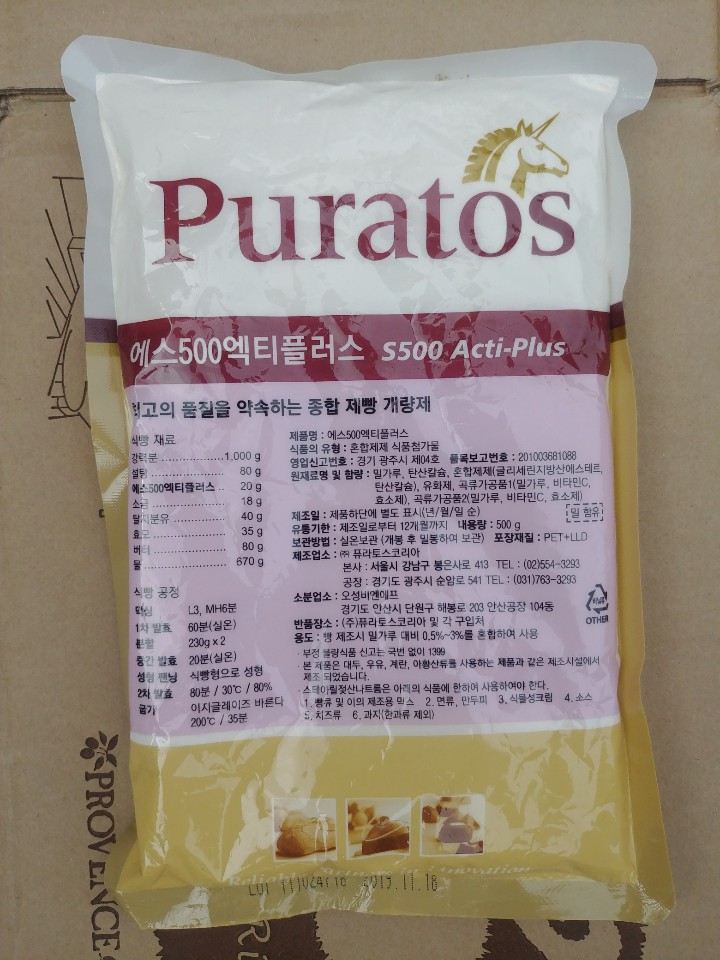 Puratos
에스500엑티플러스 S500 Acti-Plus
최고의 품질을 약속하는 종합 제빵 개량제
식빵 재료
강력분 ..................1,000 g
설탕 ........................ 80 g
에스500엑티플러스 .. 20 g
소금 ........................ 18 g
탈지분유 .................. 40 g
효모 ........................ 35 g
버터 ........................ 80 g
물 .......................... 670 g
식빵 공정
믹싱 L3, MH6분
1차 발효 60분(실온)
분할 230g x 2
중간 발효 20분(실온)
성형 팬닝 식빵형으로 성형
2차 발효 80분 / 30℃ / 80%
굽기 이지글레이즈 바른다
200℃ / 35분
제품명 : 에스500엑티플러스
식품의 유형 : 혼합제제 식품첨가물
영업신고번호 : 경기 광주시 제04호 품목보고번호 : 201003681088
원재료명 및 함량 : 밀가루, 탄산칼슘, 혼합제제(글리세린지방산에스테르,
탄산칼슘), 유화제, 곡류가공품1(밀가루, 비타민C,
효소제), 곡류가공품2(밀가루, 비타민C, 효소제)
밀 함유
제조일 : 제품하단에 별도 표시(년/월/일 순)
유통기한 : 제조일로부터 12개월까지 내용량 : 500 g
보관방법 : 실온보관 (개봉 후 밀봉하여 보관) 포장재질 : PET+LLD
제조업소 : ㈜ 퓨라토스코리아
본사 : 서울시 강남구 봉은사로 413 TEL : (02)554-3293
공장 : 경기도 광주시 순암로 541 TEL : (031)763-3293
소분업소 : 오성비엔에프
경기도 안산시 단원구 해봉로 203 안산공장 104동
반품장소 : (주)퓨라토스코리아 및 각 구입처
용도 : 빵 제조시 밀가루 대비 0.5%~3%를 혼합하여 사용
· 부정 불량식품 신고는 국번 없이 1399
· 본 제품은 대두, 우유, 계란, 아황산류를 사용하는 제품과 같은 제조시설에서
제조 되었습니다.
· 스테아릴젖산나트륨은 아래의 식품에 한하여 사용하여야 한다.
1. 빵류 및 이의 제조용 믹스 2. 면류, 만두피 3. 식물성크림 4. 소스
5. 치즈류 6. 과자(한과류 제외)
OTHER
LOT 2019.11.18
PROVENCE
Ri